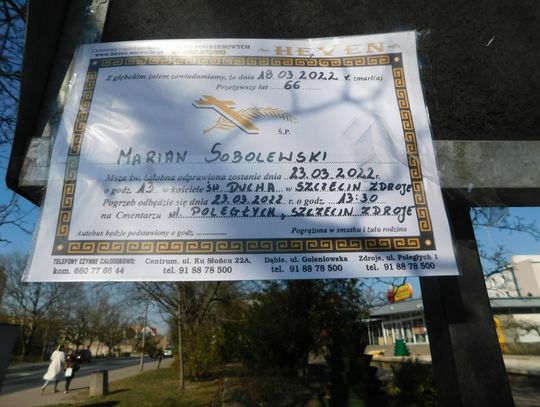 HEVEN
Z głębokim żalem zawiadamiamy, że dnia 18.03.2022 r. zmarł(a)
Przeżywszy lat 66
Ś.P.
MARIAN SOBOLEWSKI
Msza św. żałobna odprawiona zostanie dnia 23.03.2022 r.
o godz. 13 w kościele ŚW. DUCHA w SZCZECIN ZDROJE
Pogrzeb odbędzie się dnia 23.03.2022 r. o godz. 13:30
na Cmentarzu UL. POLEGŁYCH, SZCZECIN ZDROJE
Autobus będzie podstawiony o godz.
Pogrążona w smutku i żalu rodzina
TELEFONY CZYNNE CAŁODOBOWO: Centrum, ul. Ku Słońcu 22A, Dąbie, ul. Goleniowska Zdroje, ul. Poległych 5
kom. 660 77 66 44 tel. 91 88 78 500 tel. 91 88 78 500 tel. 91 88 78 500